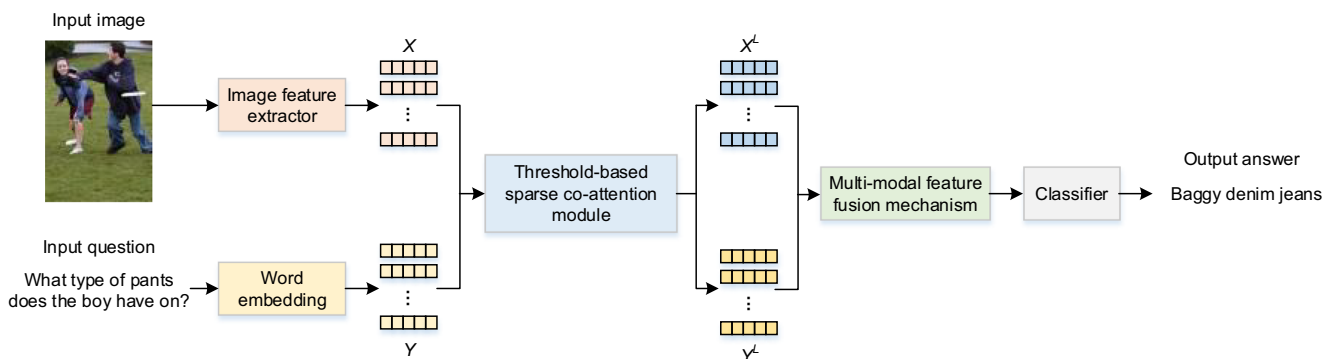 Input image
Image feature
extractor
X
Threshold-based
sparse co-attention
module
X^L
Multi-modal feature
fusion mechanism
Classifier
Output answer
Baggy denim jeans
Input question
What type of pants
does the boy have on?
Word
embedding
Y
Y^L